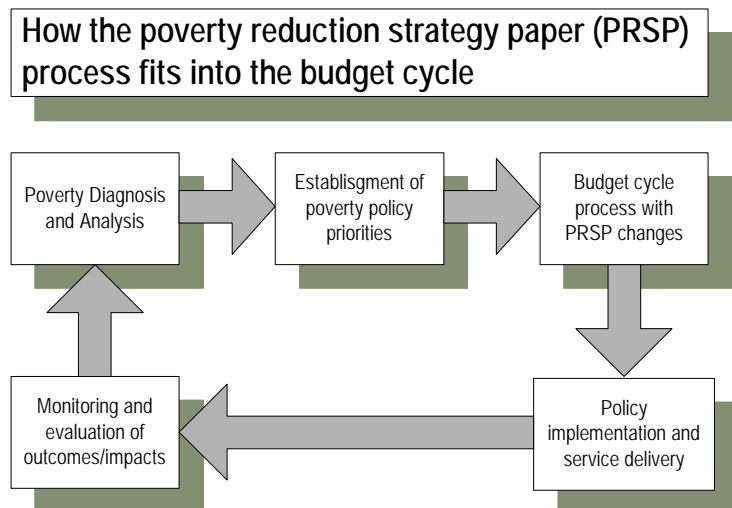 How the poverty reduction strategy paper (PRSP)
process fits into the budget cycle
Poverty Diagnosis
and Analysis
Establisgment of
poverty policy
priorities
Budget cycle
process with
PRSP changes
Policy
implementation and
service delivery
Monitoring and
evaluation of
outcomes/impacts